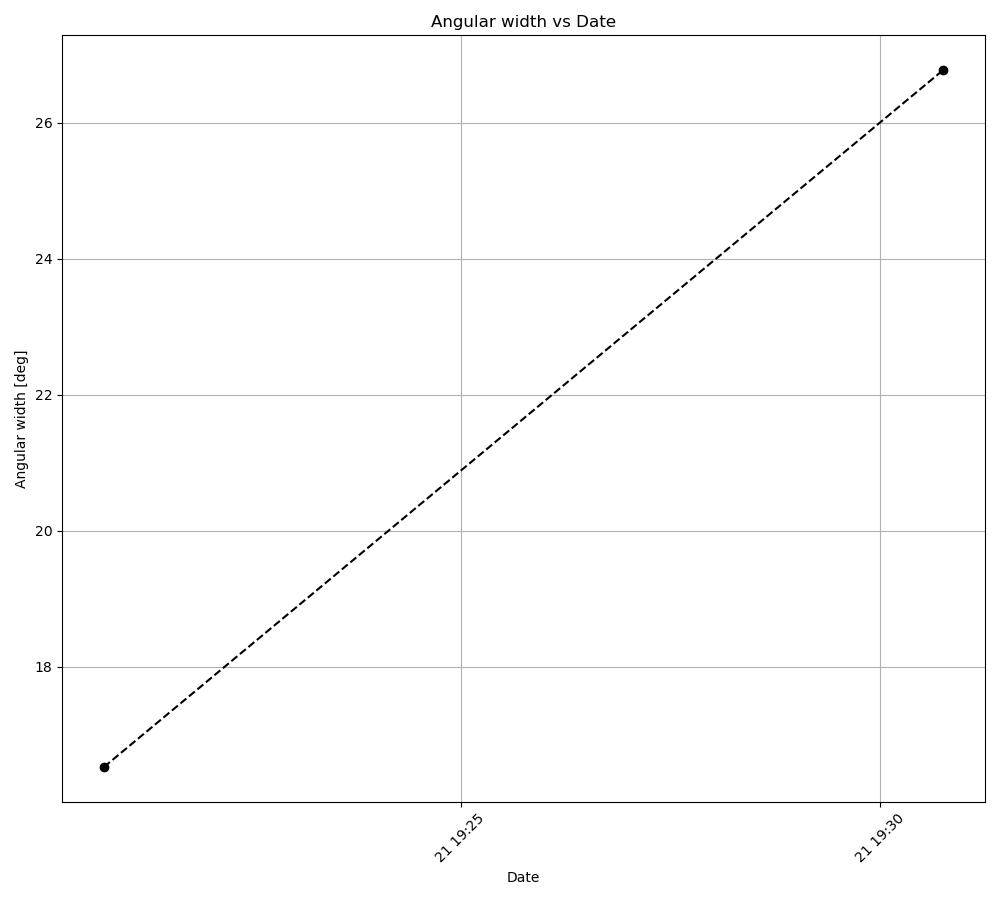 Angular width vs Date
Angular width [deg]
26
24
22
20
18
21 19:25
21 19:30
Date